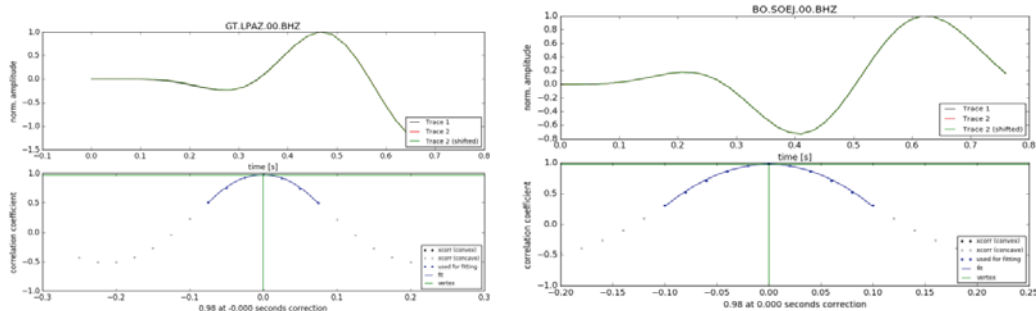 GT.LPAZ.00.BHZ
norm. amplitude
1.0
0.5
0.0
-0.5
-1.0
-1.5
Trace 1
Trace 2
Trace 2 (shifted)
-0.1 0.0 0.1 0.2 0.3 0.4 0.5 0.6 0.7 0.8
time [s]
correlation coefficient
1.0
0.5
0.0
0.5
1.0
xcorr (convex)
xcorr (concave)
used for fitting
fit
vertex
-0.3 -0.2 -0.1 0.0 0.1 0.2 0.3
0.98 at -0.000 seconds correction
BO.SOEJ.00.BHZ
norm. amplitude
1.0
0.8
0.6
0.4
0.2
0.0
-0.2
-0.4
-0.6
-0.8
Trace 1
Trace 2
Trace 2 (shifted)
0.0 0.1 0.2 0.3 0.4 0.5 0.6 0.7 0.8
time [s]
correlation coefficient
1.0
0.5
0.0
0.5
1.0
xcorr (convex)
xcorr (concave)
used for fitting
fit
vertex
-0.20 -0.15 -0.10 -0.05 0.00 0.05 0.10 0.15 0.20 0.25
0.98 at 0.000 seconds correction